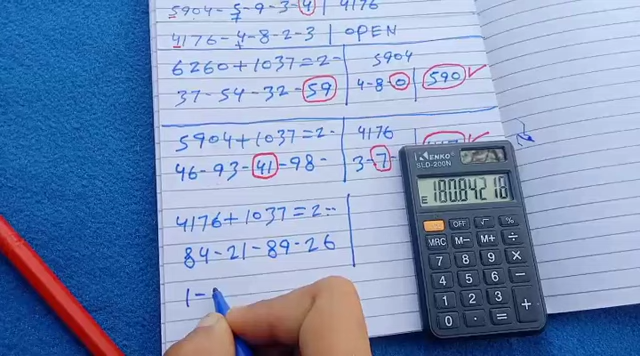 5904-5-9-3-4 | 4176
4176-4-8-2-3 | OPEN
6260+1037=2-- | 5904
37-54-32-59 | 4-8-0 | 590 ✓
5904+1037=2-- | 4176
46-93-41-98- | 3-7-
4176+1037=2-- |
84-21-89-26
1-
KENKO
SLD-200N
E 180.84218
OFF √ %
MRC M- M+ ÷
7 8 9 ×
4 5 6 -
1 2 3 +
0 . =